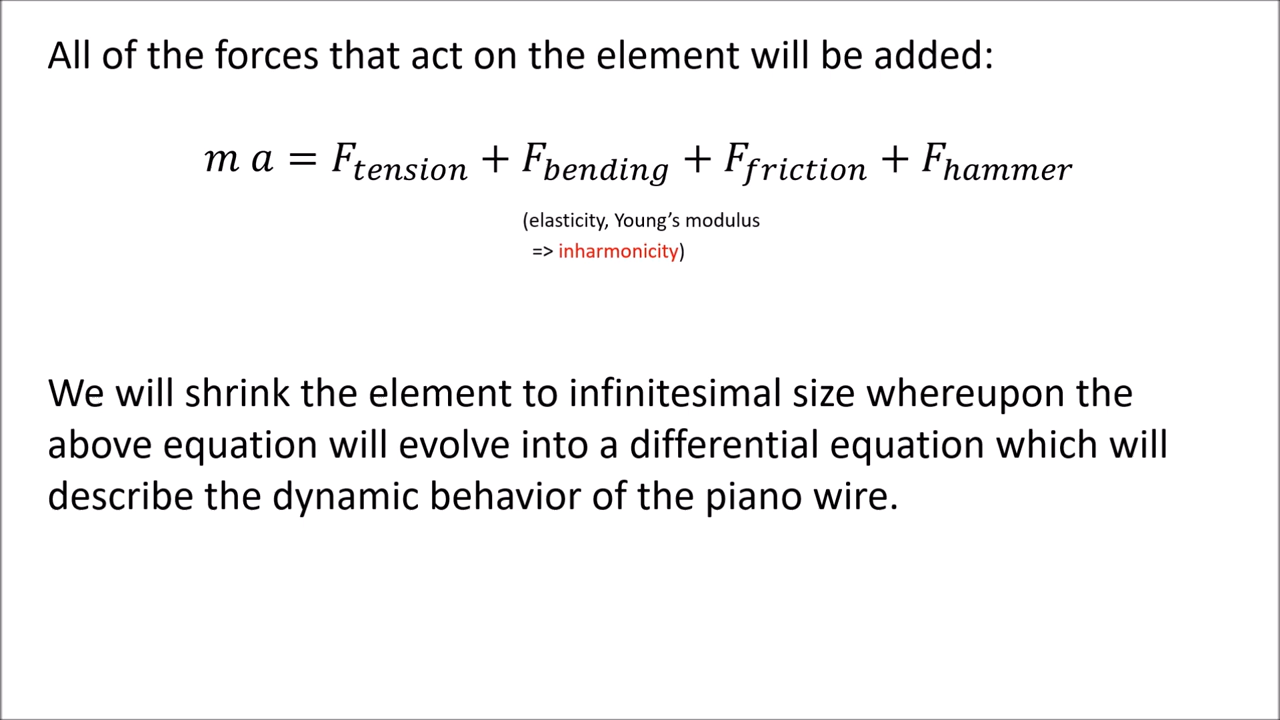 All of the forces that act on the element will be added:
m a = F_tension + F_bending + F_friction + F_hammer
(elasticity, Young’s modulus
=> inharmonicity)
We will shrink the element to infinitesimal size whereupon the
above equation will evolve into a differential equation which will
describe the dynamic behavior of the piano wire.